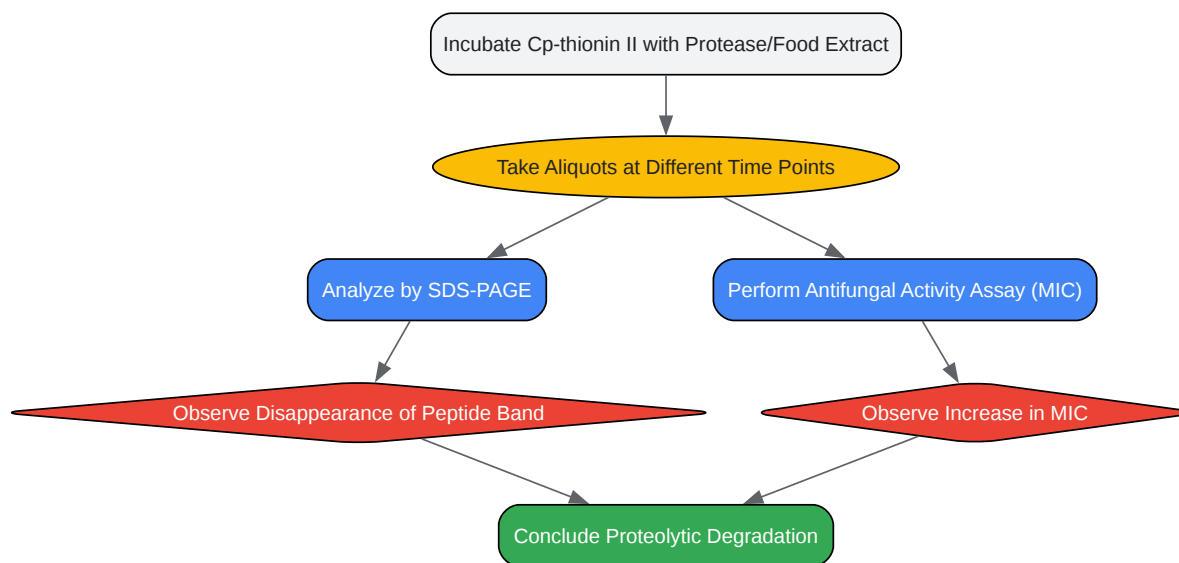 Incubate Cp-thionin II with Protease/Food Extract
Take Aliquots at Different Time Points
Analyze by SDS-PAGE
Perform Antifungal Activity Assay (MIC)
Observe Disappearance of Peptide Band
Observe Increase in MIC
Conclude Proteolytic Degradation